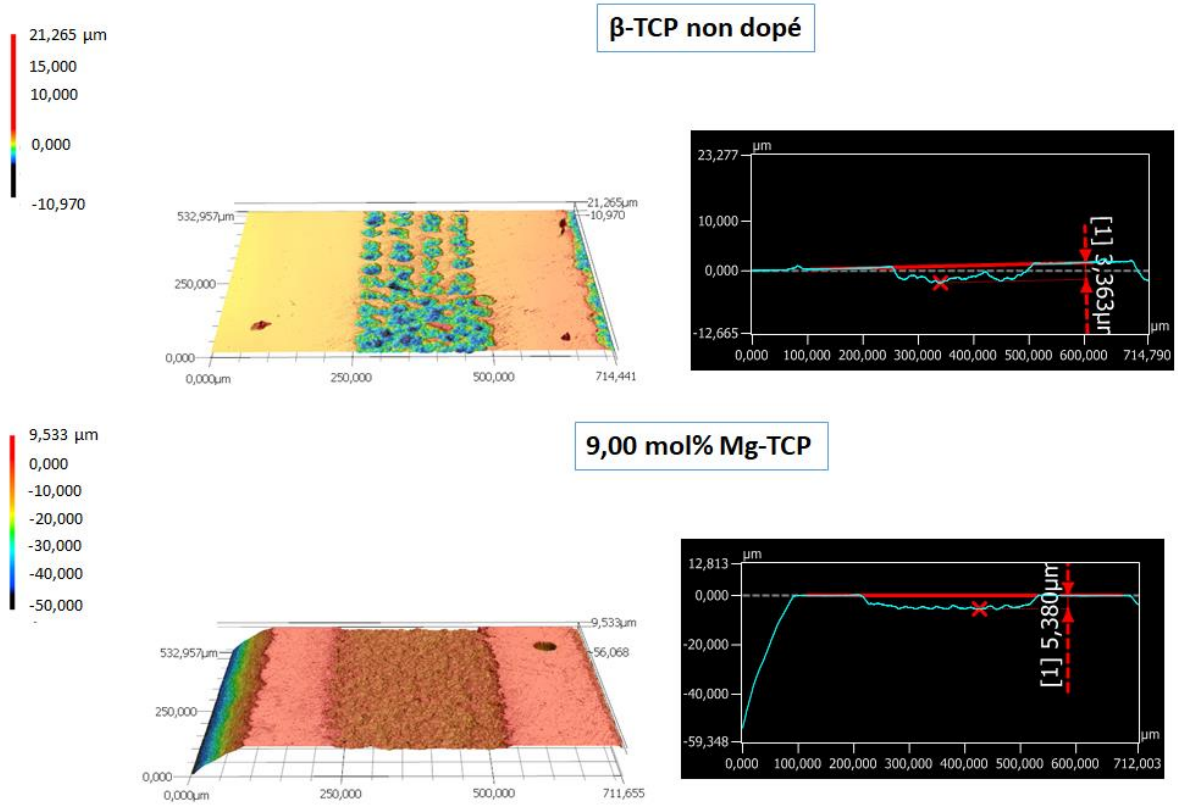 β-TCP non dopé
21,265 µm
15,000
10,000
0,000
-10,970
21,265µm
-10,970
532,957µm
250,000
0,000
0,000µm
250,000
500,000
714,441
µm
23,277
10,000
0,000
-12,665
[1] 3,363µm
µm
0,000
100,000
200,000
300,000
400,000
500,000
600,000
714,790
9,00 mol% Mg-TCP
9,533 µm
0,000
-10,000
-20,000
-30,000
-40,000
-50,000
9,533µm
-56,068
532,957µm
250,000
0,000
0,000µm
250,000
500,000
711,655
µm
12,813
0,000
-20,000
-40,000
-59,348
[1] 5,380µm
µm
0,000
100,000
200,000
300,000
400,000
500,000
600,000
712,003